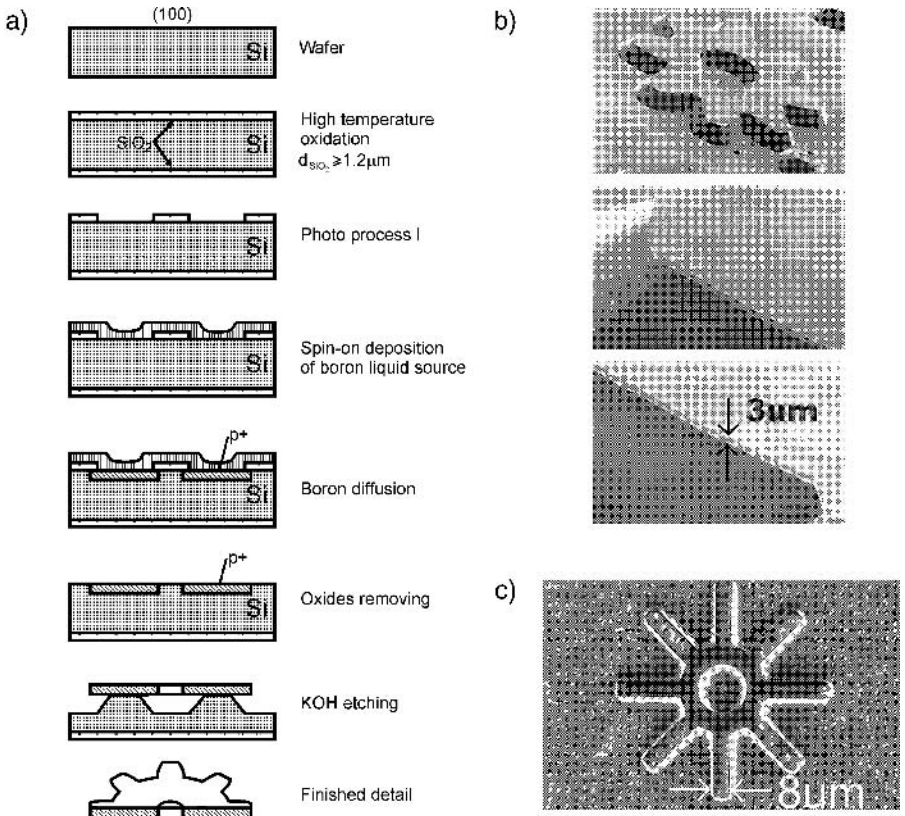 a)
(100)
Si
Wafer
SiO₂
Si
High temperature
oxidation
d_SiO₂ ≥1.2μm
Si
Photo process I
Si
Spin-on deposition
of boron liquid source
p+
Si
Boron diffusion
p+
Si
Oxides removing
KOH etching
Finished detail
b)
3um
c)
8um